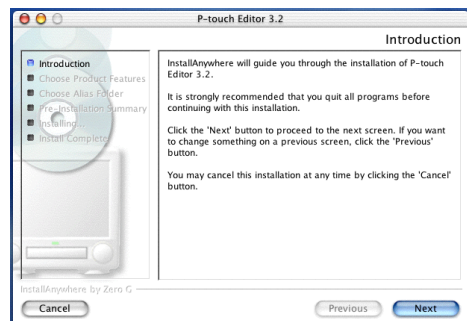 P-touch Editor 3.2
Introduction
Introduction
Choose Product Features
Choose Alias Folder
Pre-Installation Summary
Installing...
Install Complete
InstallAnywhere will guide you through the installation of P-touch
Editor 3.2.
It is strongly recommended that you quit all programs before
continuing with this installation.
Click the 'Next' button to proceed to the next screen. If you want
to change something on a previous screen, click the 'Previous'
button.
You may cancel this installation at any time by clicking the 'Cancel'
button.
InstallAnywhere by Zero G
Cancel
Previous
Next